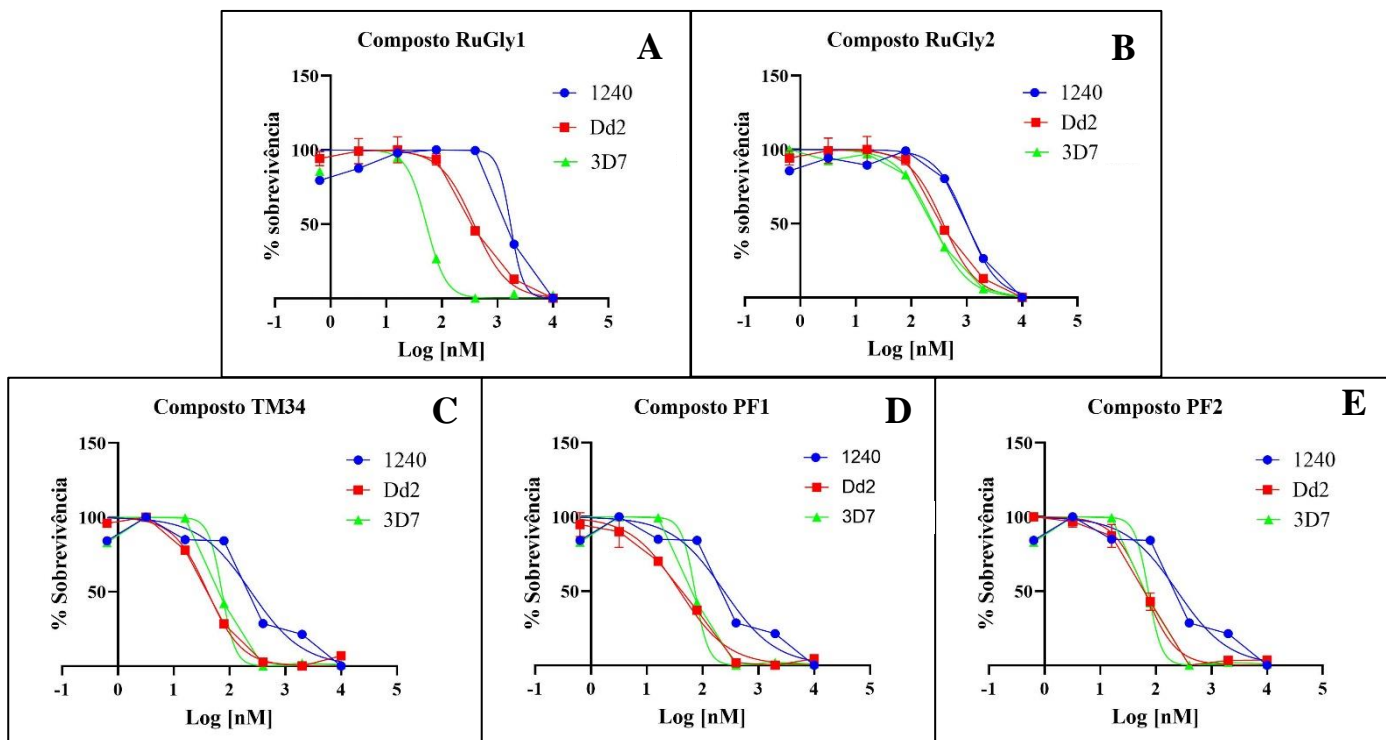 Composto RuGly1
A
150
100
50
% sobrevivência
1240
Dd2
3D7
-1 0 1 2 3 4 5
Log [nM]
Composto RuGly2
B
150
100
50
% sobrevivência
1240
Dd2
3D7
-1 0 1 2 3 4 5
Log [nM]
Composto TM34
C
150
100
50
% Sobrevivência
1240
Dd2
3D7
-1 0 1 2 3 4 5
Log [nM]
Composto PF1
D
150
100
50
% Sobrevivência
1240
Dd2
3D7
-1 0 1 2 3 4 5
Log [nM]
Composto PF2
E
150
100
50
% Sobrevivência
1240
Dd2
3D7
-1 0 1 2 3 4 5
Log [nM]